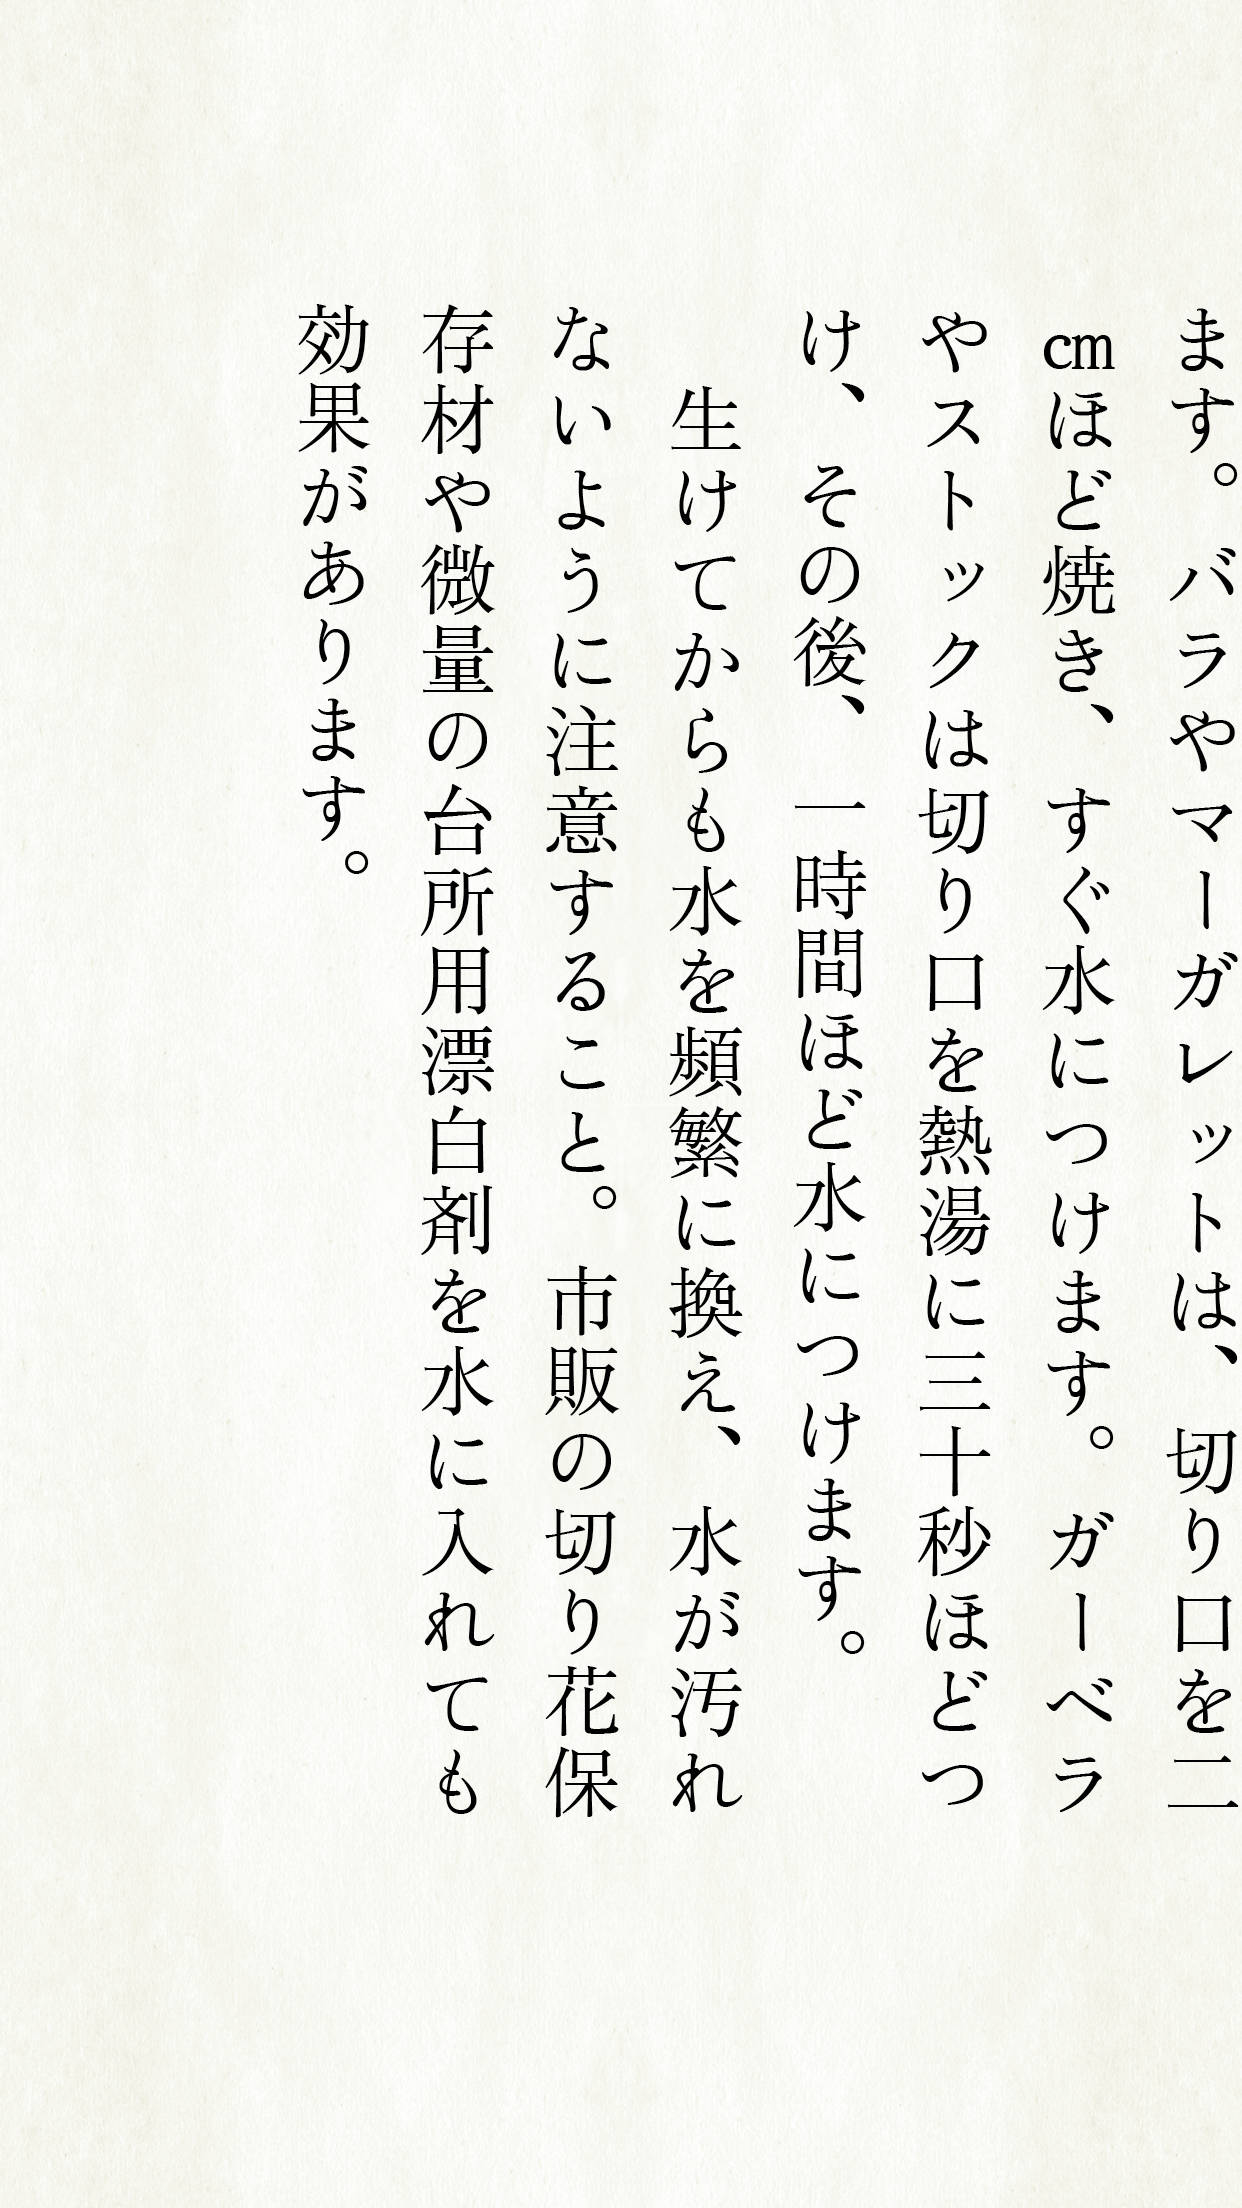 ます。バラやマーガレットは、切り口を二
㎝ほど焼き、すぐ水につけます。ガーベラ
やストックは切り口を熱湯に三十秒ほどつ
け、その後、一時間ほど水につけます。
　生けてからも水を頻繁に換え、水が汚れ
ないように注意すること。市販の切り花保
存材や微量の台所用漂白剤を水に入れても
効果があります。